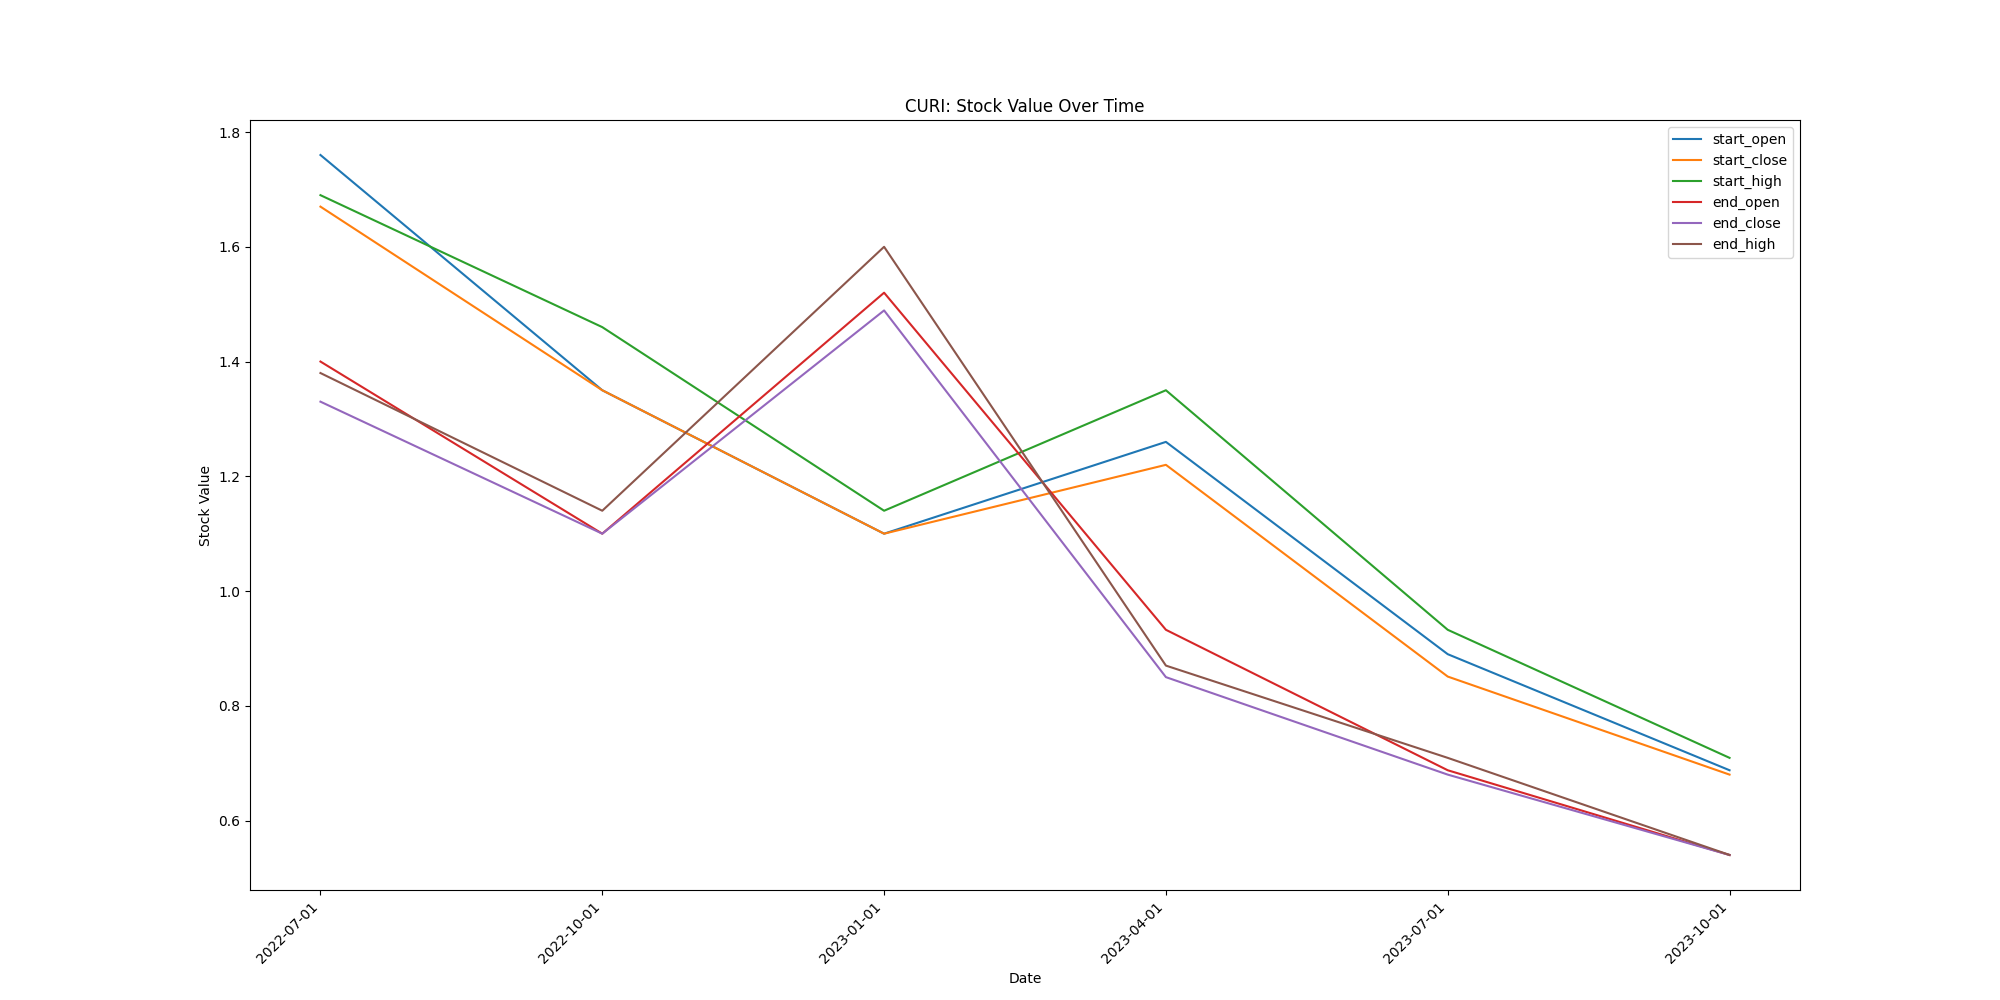 CURI: Stock Value Over Time
Stock Value
1.8
1.6
1.4
1.2
1.0
0.8
0.6
start_open
start_close
start_high
end_open
end_close
end_high
2022-07-01
2022-10-01
2023-01-01
2023-04-01
2023-07-01
2023-10-01
Date